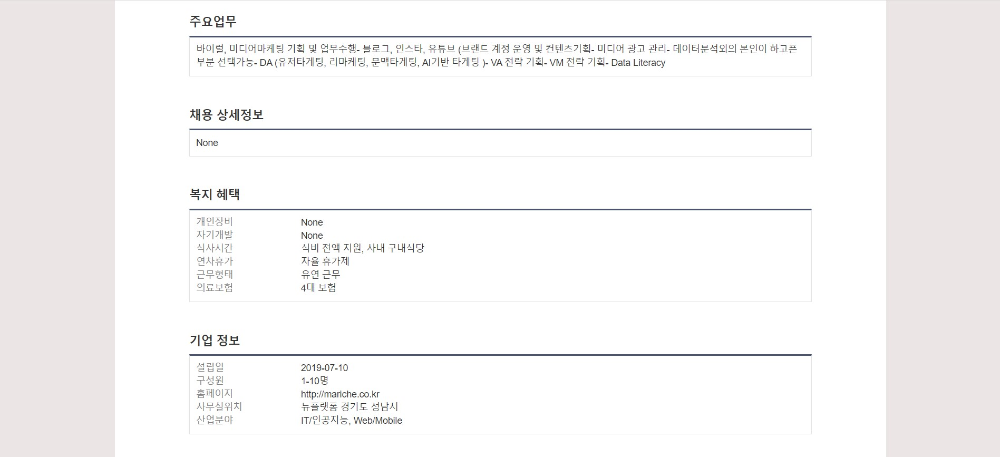 주요업무
바이럴, 미디어마케팅 기획 및 업무수행- 블로그, 인스타, 유튜브 (브랜드 계정 운영 및 컨텐츠기획- 미디어 광고 관리- 데이터분석외의 본인이 하고픈
부분 선택가능- DA (유저타게팅, 리마케팅, 문맥타게팅, AI기반 타게팅 )- VA 전략 기획- VM 전략 기획- Data Literacy
채용 상세정보
None
복지 혜택
개인장비 None
자기개발 None
식사시간 식비 전액 지원, 사내 구내식당
연차휴가 자율 휴가제
근무형태 유연 근무
의료보험 4대 보험
기업 정보
설립일 2019-07-10
구성원 1-10명
홈페이지 http://mariche.co.kr
사무실위치 뉴플랫폼 경기도 성남시
산업분야 IT/인공지능, Web/Mobile